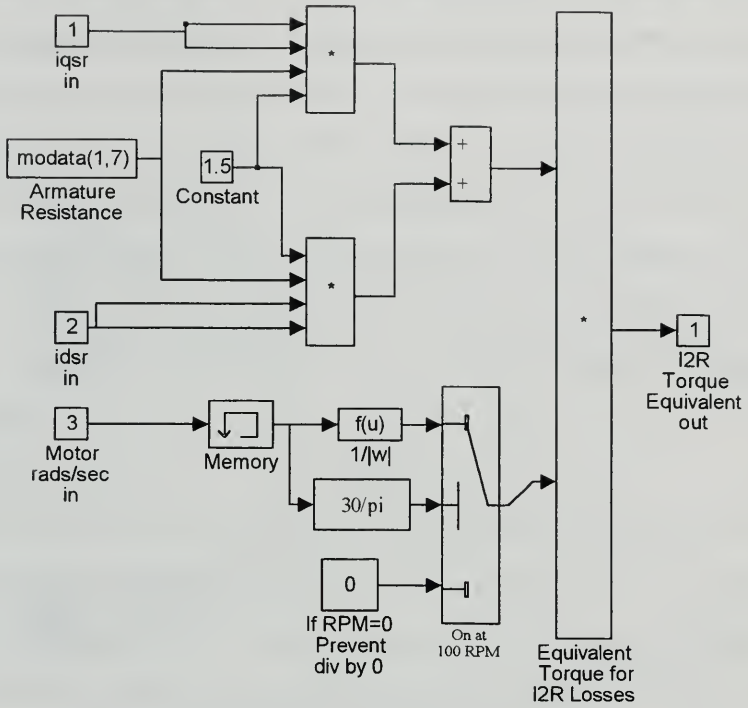 1
iqsr
in
*
modata(1,7)
Armature
Resistance
1.5
Constant
+
+
*
2
idsr
in
*
1
I2R
Torque
Equivalent
out
3
Motor
rads/sec
in
Memory
f(u)
1/|w|
30/pi
0
If RPM=0
Prevent
div by 0
On at
100 RPM
Equivalent
Torque for
I2R Losses